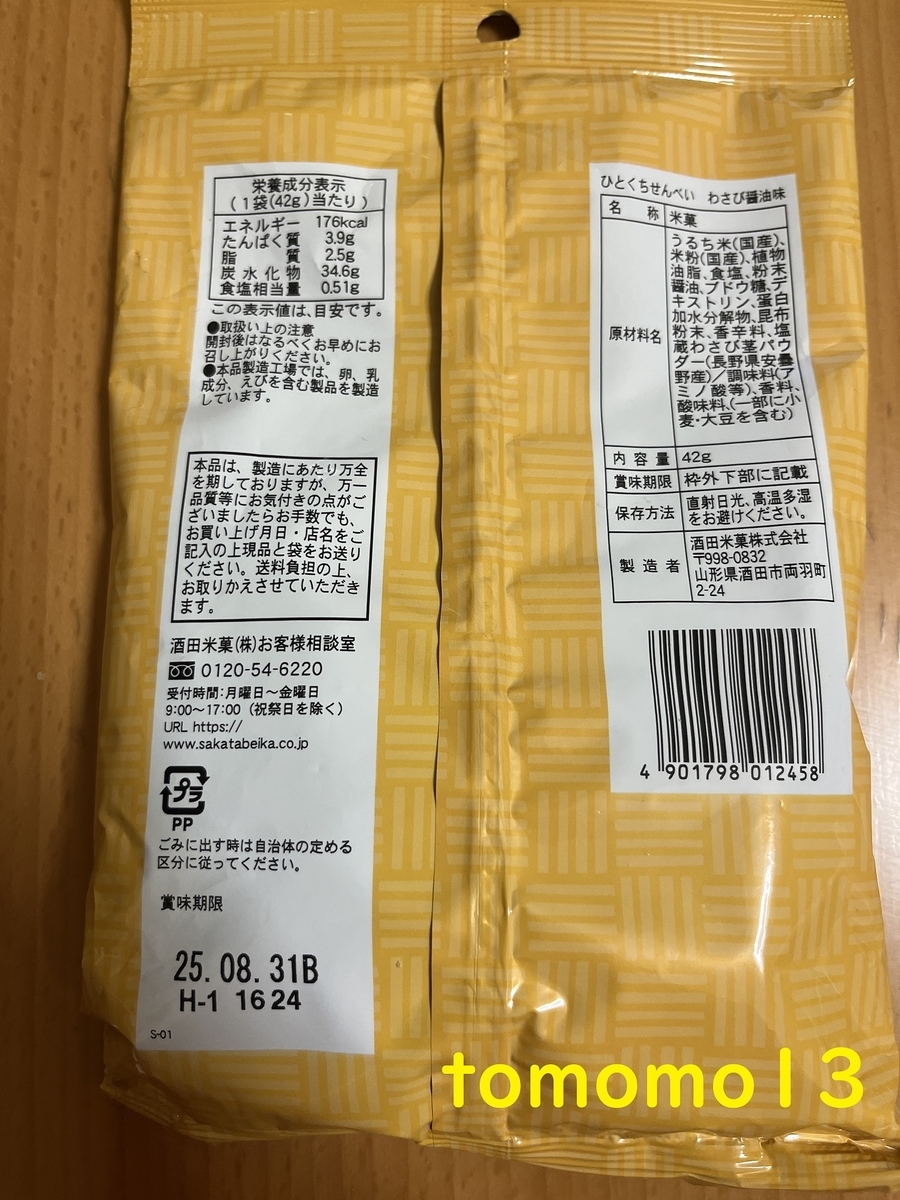 栄養成分表示
(1袋(42g)当たり)
エネルギー 176kcal
たんぱく質 3.9g
脂質 2.5g
炭水化物 34.6g
食塩相当量 0.51g
この表示値は、目安です。
●取扱い上の注意
開封後はなるべくお早めにお
召し上がりください。
●本品製造工場では、卵、乳
成分、えびを含む製品を製造
しています。
本品は、製造にあたり万全
を期しておりますが、万一
品質等にお気付きの点がご
ざいましたらお手数でも、
お買い上げ月日・店名をご
記入の上現品と袋をお送り
ください。送料負担の上、
お取りかえさせていただき
ます。
酒田米菓(株)お客様相談室
0120-54-6220
受付時間:月曜日〜金曜日
9:00〜17:00（祝祭日を除く）
URL https://
www.sakatabeika.co.jp
プラ
PP
ごみに出す時は自治体の定める
区分に従ってください。
賞味期限
25.08.31B
H-1 1624
S-01
ひとくちせんべい わさび醤油味
名称 米菓
原材料名
うるち米(国産)、
米粉(国産)、植物
油脂、食塩、粉末
醤油、ブドウ糖、デ
キストリン、蛋白
加水分解物、昆布
粉末、香辛料、塩
蔵わさび茎パウ
ダー(長野県安曇
野産)／調味料(ア
ミノ酸等)、香料、
酸味料、(一部に小
麦・大豆を含む)
内容量 42g
賞味期限 枠外下部に記載
保存方法 直射日光、高温多湿
をお避けください。
製造者 酒田米菓株式会社
〒998-0832
山形県酒田市両羽町
2-24
4 901798 012458
tomomo13